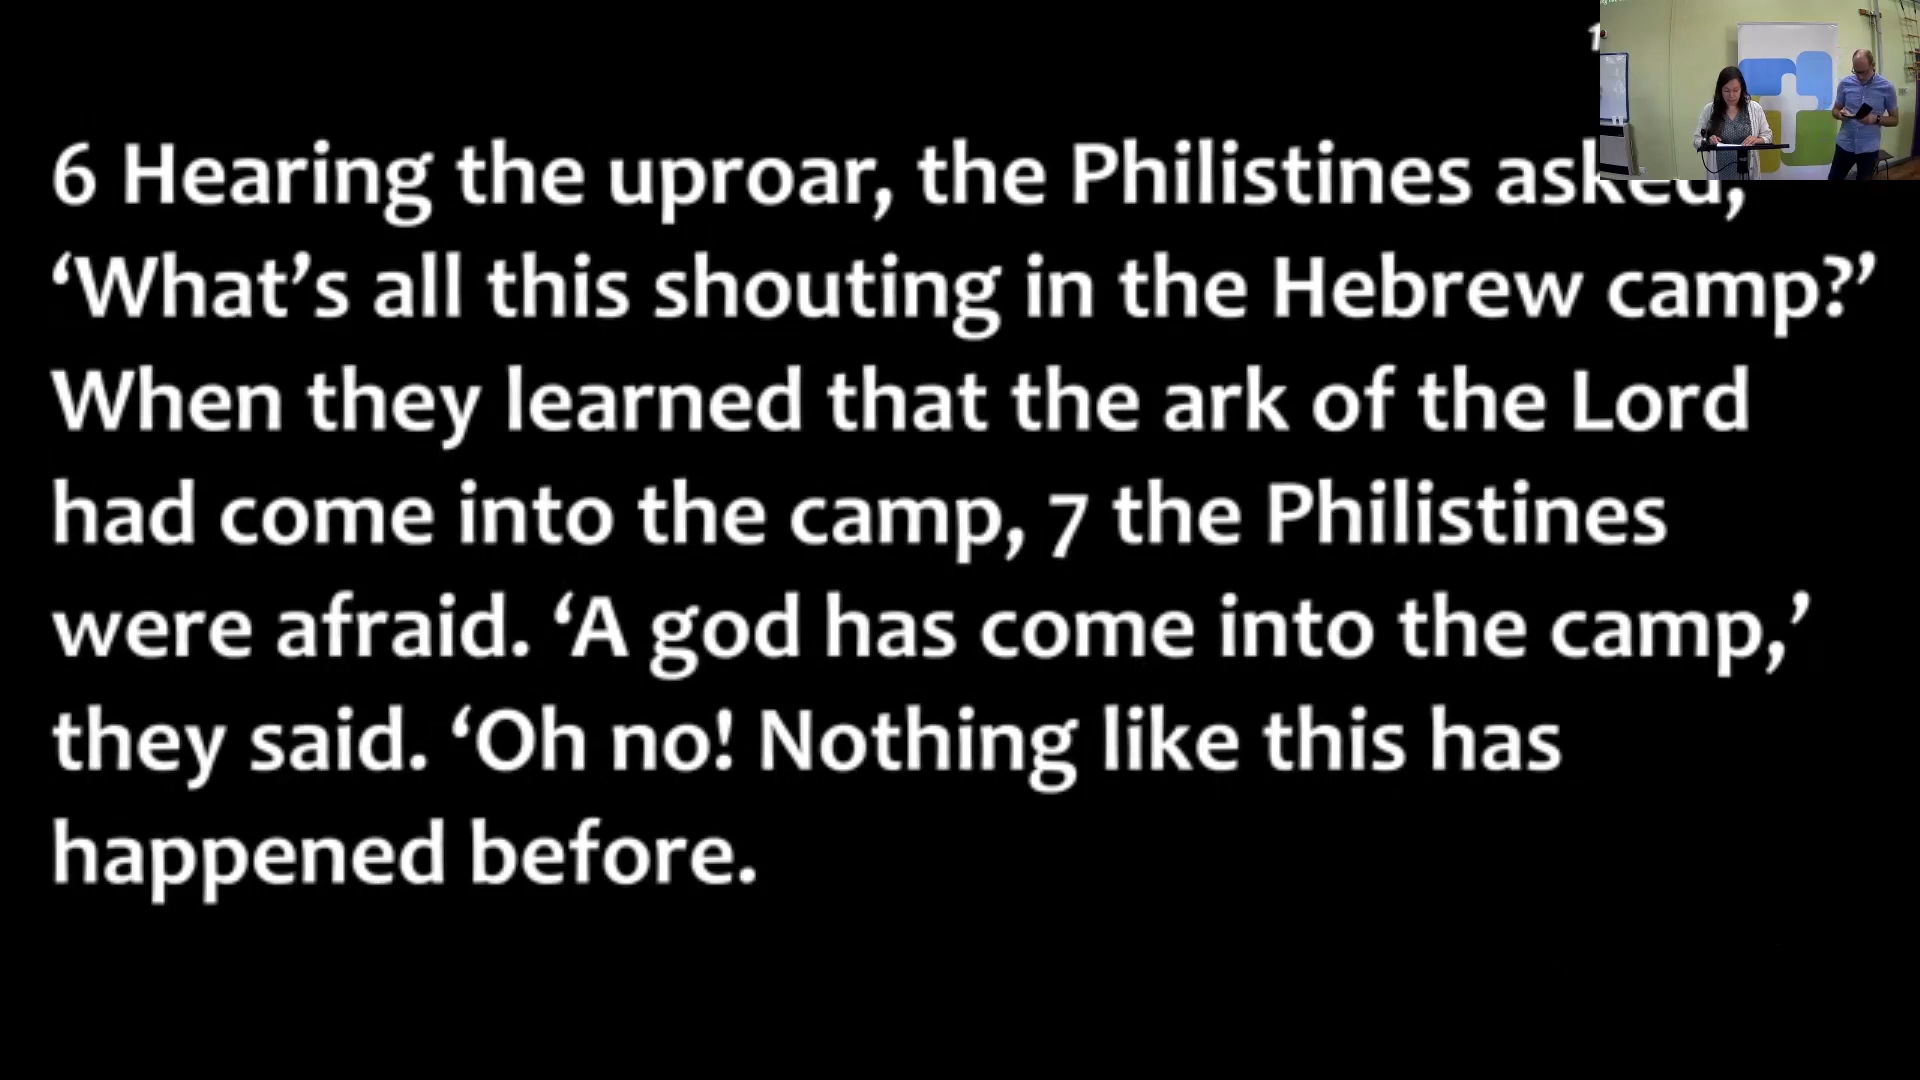 6 Hearing the uproar, the Philistines asked,
‘What’s all this shouting in the Hebrew camp?’
When they learned that the ark of the Lord
had come into the camp, 7 the Philistines
were afraid. ‘A god has come into the camp,’
they said. ‘Oh no! Nothing like this has
happened before.